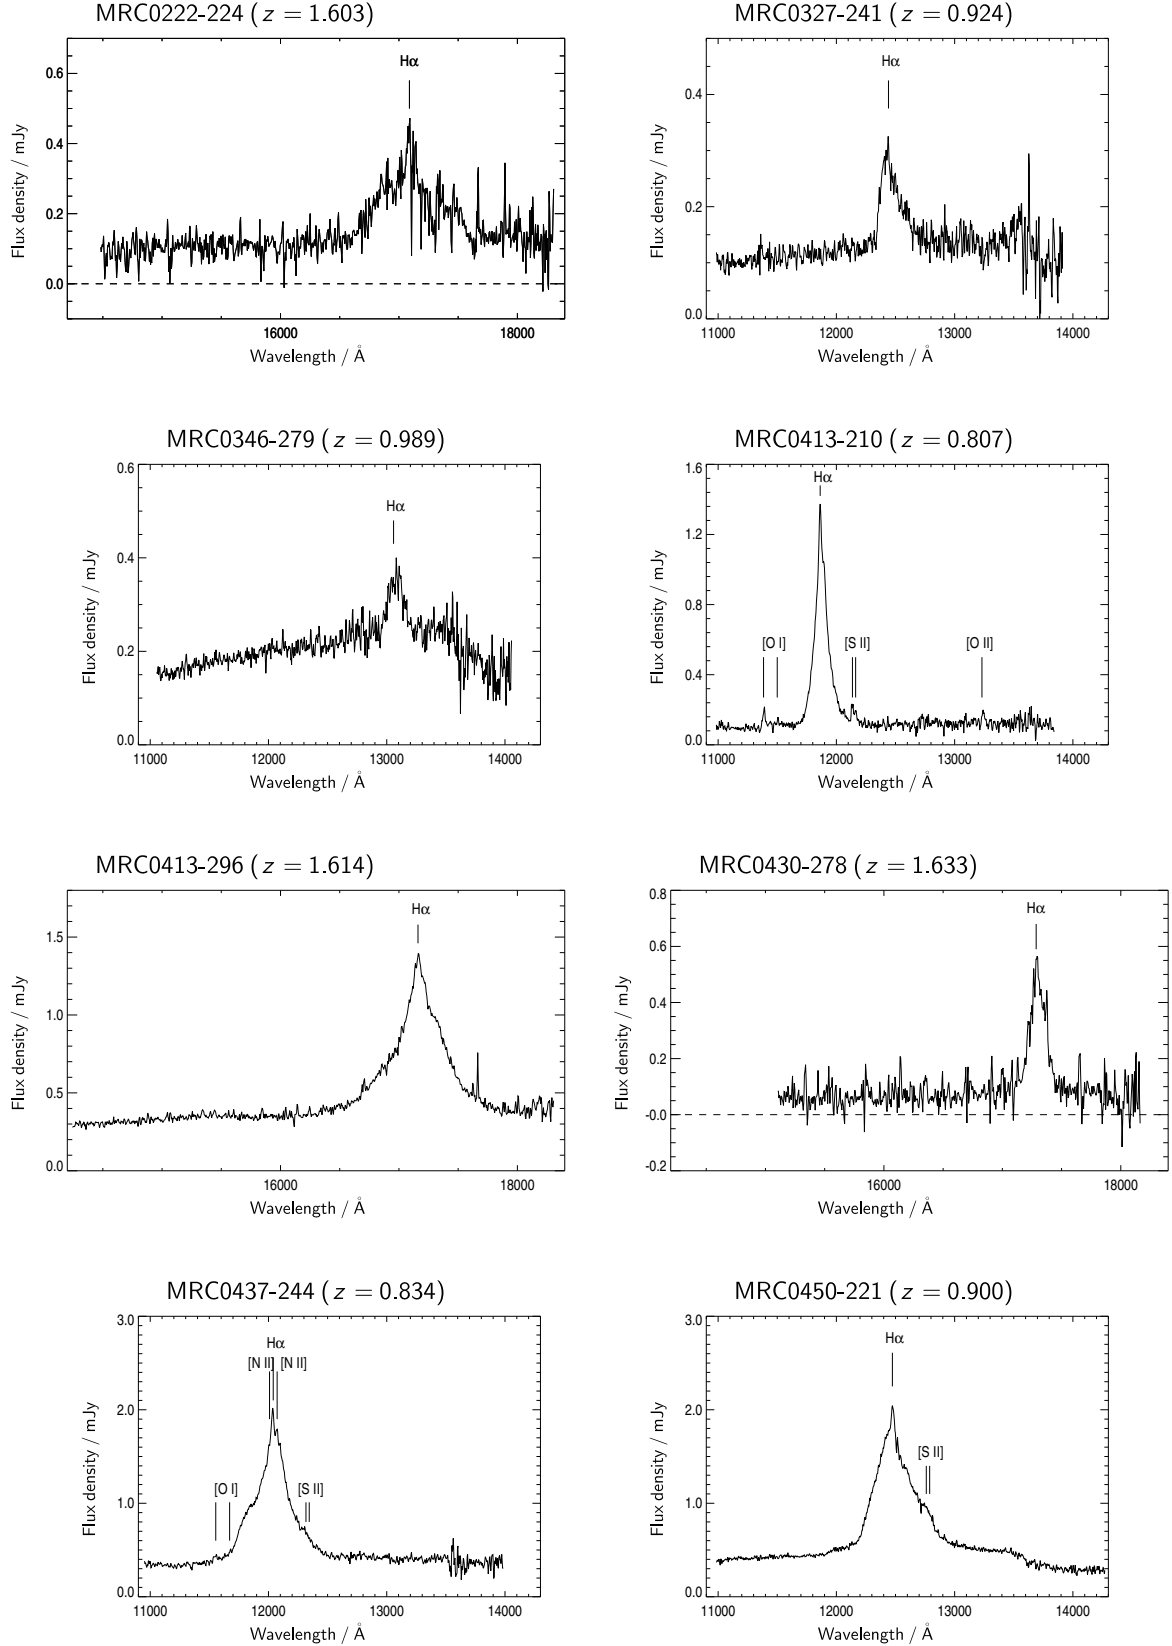 MRC0222-224 (z = 1.603)
Flux density / mJy
0.6
0.4
0.2
0.0
Hα
16000 17000 18000
Wavelength / Å
MRC0327-241 (z = 0.924)
Flux density / mJy
0.4
0.2
0.0
Hα
11000 12000 13000 14000
Wavelength / Å
MRC0346-279 (z = 0.989)
Flux density / mJy
0.6
0.4
0.2
0.0
Hα
11000 12000 13000 14000
Wavelength / Å
MRC0413-210 (z = 0.807)
Flux density / mJy
1.6
1.2
0.8
0.4
0.0
Hα
[O I] [S II] [O II]
11000 12000 13000 14000
Wavelength / Å
MRC0413-296 (z = 1.614)
Flux density / mJy
1.5
1.0
0.5
0.0
Hα
16000 17000 18000
Wavelength / Å
MRC0430-278 (z = 1.633)
Flux density / mJy
0.8
0.6
0.4
0.2
-0.0
-0.2
Hα
16000 17000 18000
Wavelength / Å
MRC0437-244 (z = 0.834)
Flux density / mJy
3.0
2.0
1.0
0.0
Hα
[N II] [N II]
[O I] [S II]
11000 12000 13000 14000
Wavelength / Å
MRC0450-221 (z = 0.900)
Flux density / mJy
3.0
2.0
1.0
0.0
Hα
[S II]
11000 12000 13000 14000
Wavelength / Å